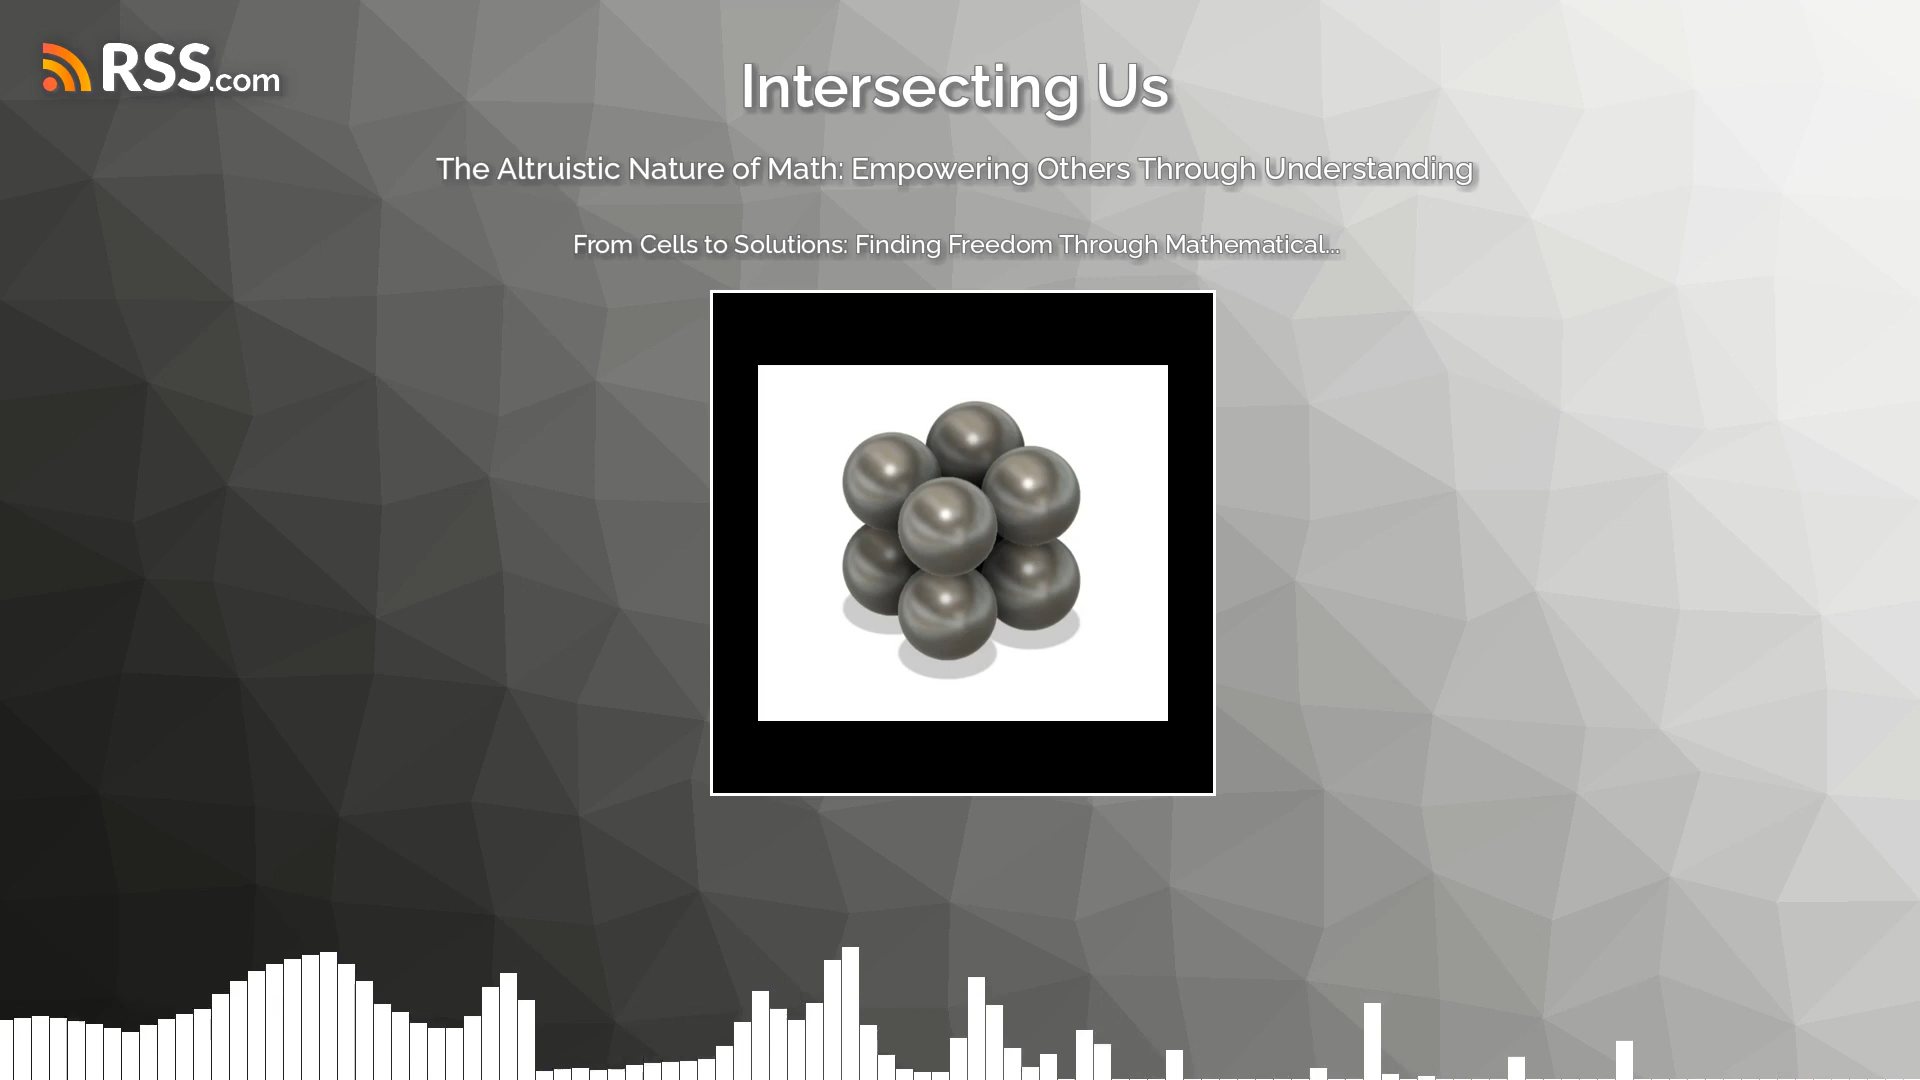 RSS.com
Intersecting Us
The Altruistic Nature of Math: Empowering Others Through Understanding
From Cells to Solutions: Finding Freedom Through Mathematical...